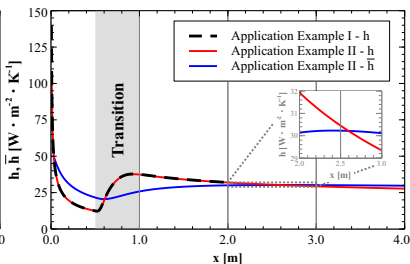 150
125
100
75
50
25
0
0.0
1.0
2.0
3.0
4.0
0
x [m]
h, h̅ [W · m⁻² · K⁻¹]
Transition
Application Example I - h
Application Example II - h
Application Example II - h̅
32
31
30
29
2.0
2.5
3.0
x [m]
h [W · m⁻² · K⁻¹]